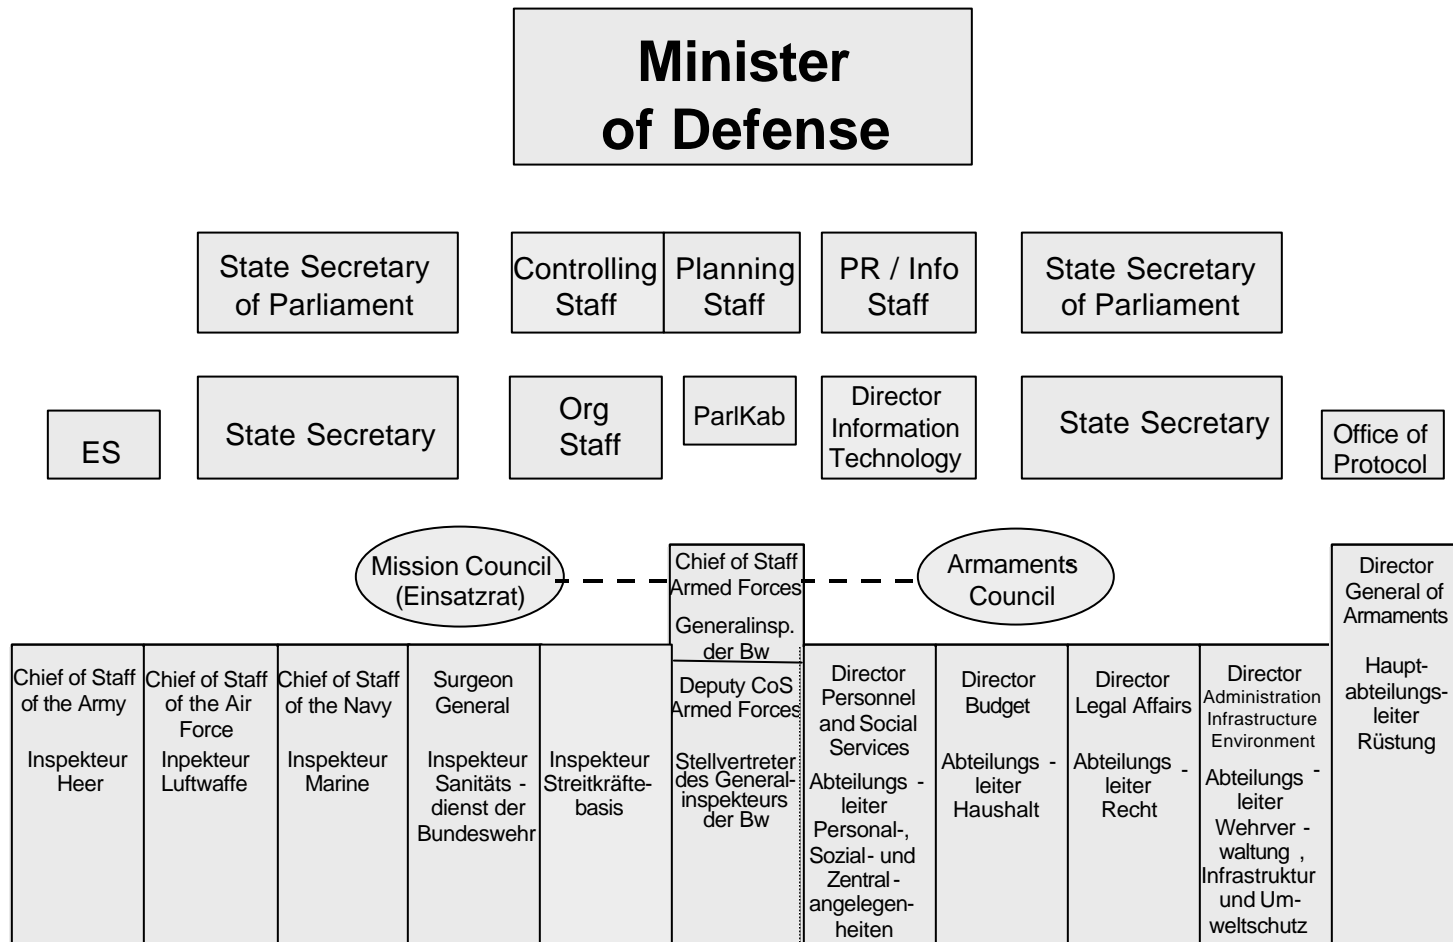 Minister
of Defense
State Secretary
of Parliament
Controlling
Staff
Planning
Staff
PR / Info
Staff
State Secretary
of Parliament
ES
State Secretary
Org
Staff
ParlKab
Director
Information
Technology
State Secretary
Office of
Protocol
Mission Council
(Einsatzrat)
Chief of Staff
Armed Forces
Generalinsp.
der Bw
Armaments
Council
Director
General of
Armaments
Haupt-
abteilungs-
leiter
Rüstung
Chief of Staff
of the Army
Inspekteur
Heer
Chief of Staff
of the Air
Force
Inpekteur
Luftwaffe
Chief of Staff
of the Navy
Inspekteur
Marine
Surgeon
General
Inspekteur
Sanitäts -
dienst der
Bundeswehr
Inspekteur
Streitkräfte-
basis
Deputy CoS
Armed Forces
Stellvertreter
des General-
inspekteurs
der Bw
Director
Personnel
and Social
Services
Abteilungs -
leiter
Personal-,
Sozial- und
Zentral -
angelegen-
heiten
Director
Budget
Abteilungs -
leiter
Haushalt
Director
Legal Affairs
Abteilungs -
leiter
Recht
Director
Administration
Infrastructure
Environment
Abteilungs -
leiter
Wehrver -
waltung ,
Infrastruktur
und Um-
weltschutz